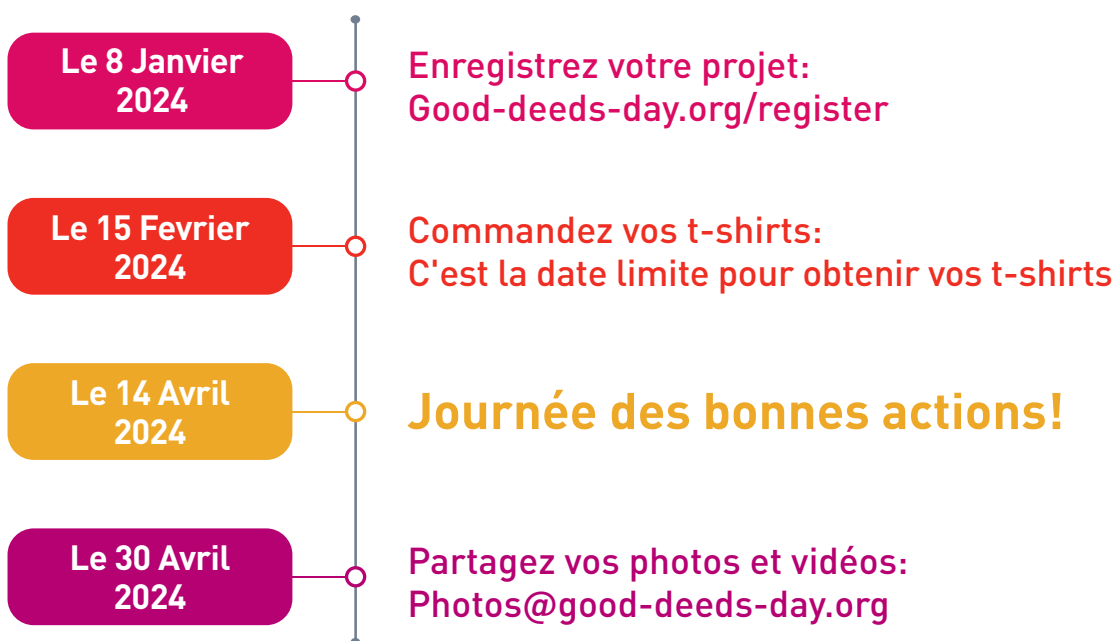 Le 8 Janvier
2024
Enregistrez votre projet:
Good-deeds-day.org/register
Le 15 Fevrier
2024
Commandez vos t-shirts:
C'est la date limite pour obtenir vos t-shirts
Le 14 Avril
2024
Journée des bonnes actions!
Le 30 Avril
2024
Partagez vos photos et vidéos:
Photos@good-deeds-day.org